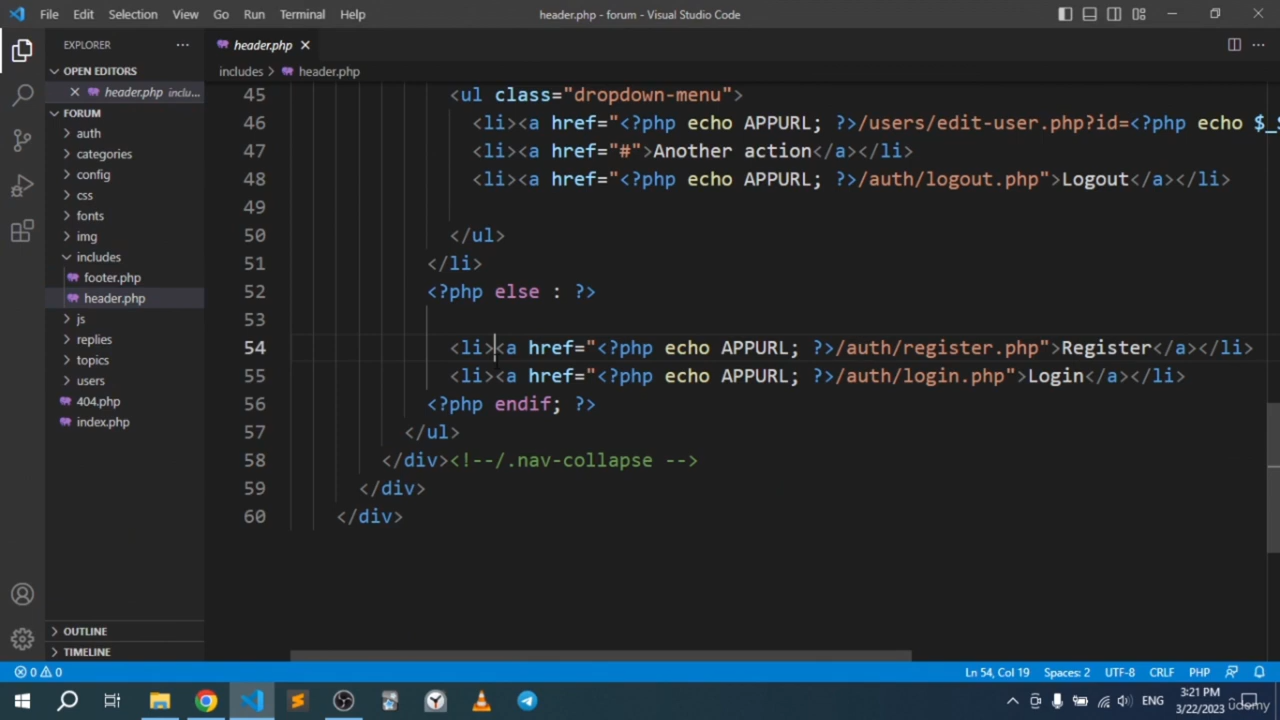 File Edit Selection View Go Run Terminal Help header.php - forum - Visual Studio Code
EXPLORER ··· header.php ···
OPEN EDITORS includes > header.php
header.php inclu...
FORUM
auth
categories
config
css
fonts
img
includes
footer.php
header.php
js
replies
topics
users
404.php
index.php
OUTLINE
TIMELINE
45 <ul class="dropdown-menu">
46 <li><a href="<?php echo APPURL; ?>/users/edit-user.php?id=<?php echo $_
47 <li><a href="#">Another action</a></li>
48 <li><a href="<?php echo APPURL; ?>/auth/logout.php">Logout</a></li>
49
50 </ul>
51 </li>
52 <?php else : ?>
53
54 <li><a href="<?php echo APPURL; ?>/auth/register.php">Register</a></li>
55 <li><a href="<?php echo APPURL; ?>/auth/login.php">Login</a></li>
56 <?php endif; ?>
57 </ul>
58 </div><!--/.nav-collapse -->
59 </div>
60 </div>
0 0 Ln 54, Col 19 Spaces: 2 UTF-8 CRLF PHP
ENG 3:21 PM
3/22/2023
udemy